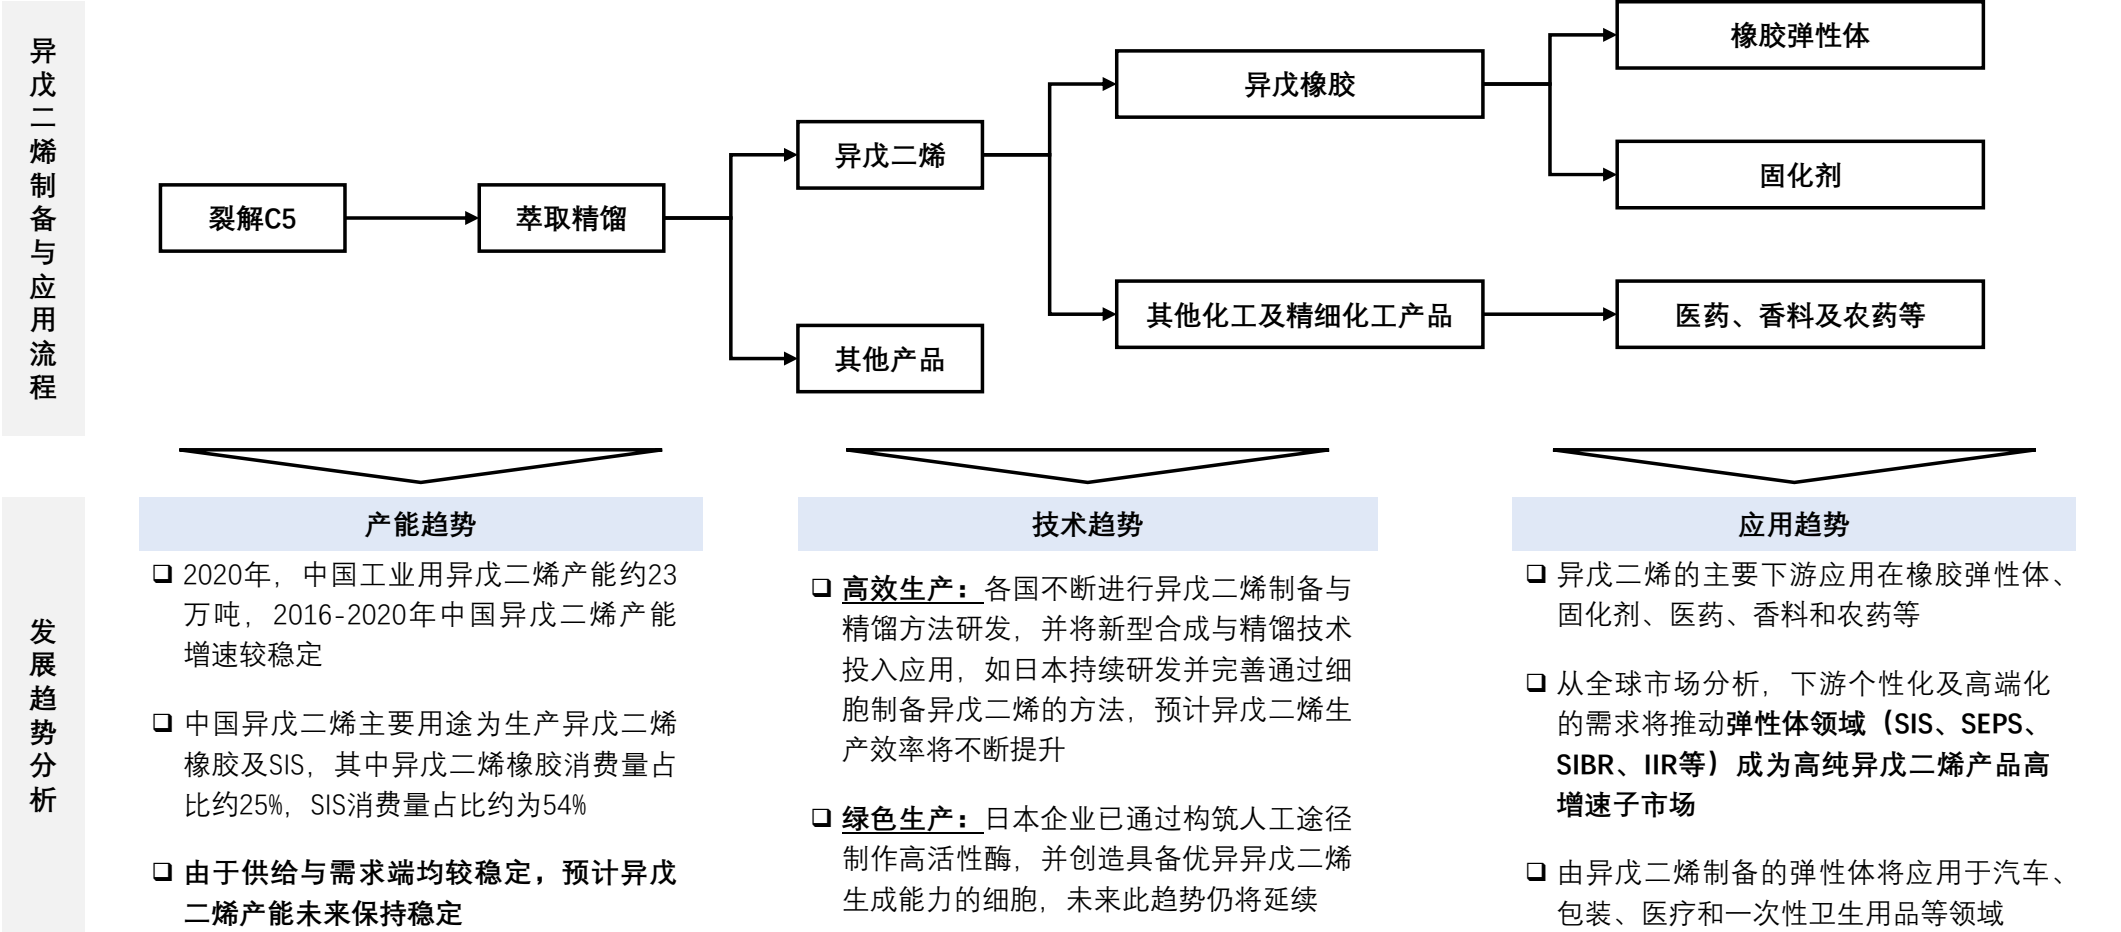 异戊二烯制备与应用流程
裂解C5
萃取精馏
异戊二烯
其他产品
异戊橡胶
其他化工及精细化工产品
橡胶弹性体
固化剂
医药、香料及农药等
发展趋势分析
产能趋势
2020年，中国工业用异戊二烯产能约23
万吨，2016-2020年中国异戊二烯产能
增速较稳定
中国异戊二烯主要用途为生产异戊二烯
橡胶及SIS，其中异戊二烯橡胶消费量占
比约25%，SIS消费量占比约为54%
由于供给与需求端均较稳定，预计异戊
二烯产能未来保持稳定
技术趋势
高效生产：各国不断进行异戊二烯制备与
精馏方法研发，并将新型合成与精馏技术
投入应用，如日本持续研发并完善通过细
胞制备异戊二烯的方法，预计异戊二烯生
产效率将不断提升
绿色生产：日本企业已通过构筑人工途径
制作高活性酶，并创造具备优异异戊二烯
生成能力的细胞，未来此趋势仍将延续
应用趋势
异戊二烯的主要下游应用在橡胶弹性体、
固化剂、医药、香料和农药等
从全球市场分析，下游个性化及高端化
的需求将推动弹性体领域（SIS、SEPS、
SIBR、IIR等）成为高纯异戊二烯产品高
增速子市场
由异戊二烯制备的弹性体将应用于汽车、
包装、医疗和一次性卫生用品等领域